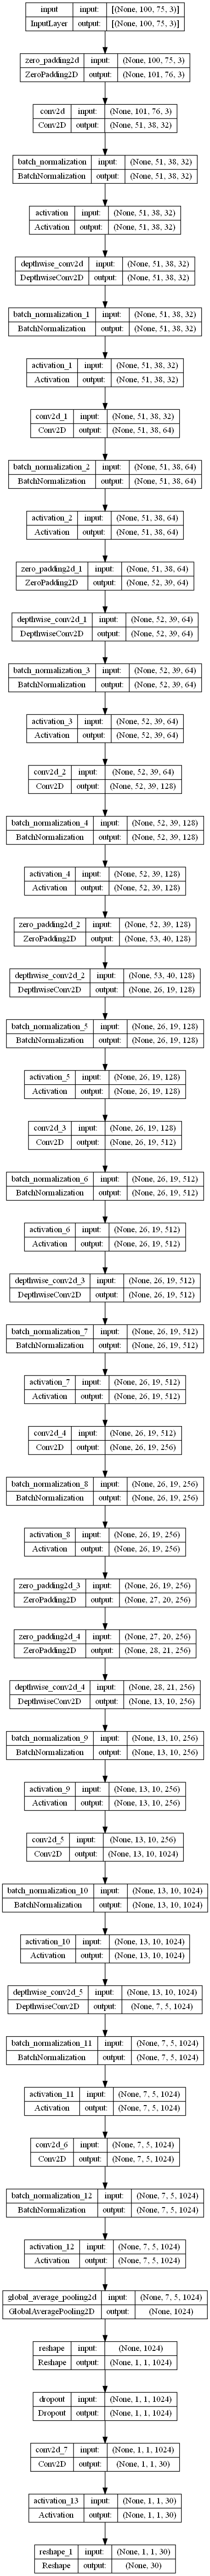 input input: [(None, 100, 75, 3)]
InputLayer output: [(None, 100, 75, 3)]
zero_padding2d input: (None, 100, 75, 3)
ZeroPadding2D output: (None, 101, 76, 3)
conv2d input: (None, 101, 76, 3)
Conv2D output: (None, 51, 38, 32)
batch_normalization input: (None, 51, 38, 32)
BatchNormalization output: (None, 51, 38, 32)
activation input: (None, 51, 38, 32)
Activation output: (None, 51, 38, 32)
depthwise_conv2d input: (None, 51, 38, 32)
DepthwiseConv2D output: (None, 51, 38, 32)
batch_normalization_1 input: (None, 51, 38, 32)
BatchNormalization output: (None, 51, 38, 32)
activation_1 input: (None, 51, 38, 32)
Activation output: (None, 51, 38, 32)
conv2d_1 input: (None, 51, 38, 32)
Conv2D output: (None, 51, 38, 64)
batch_normalization_2 input: (None, 51, 38, 64)
BatchNormalization output: (None, 51, 38, 64)
activation_2 input: (None, 51, 38, 64)
Activation output: (None, 51, 38, 64)
zero_padding2d_1 input: (None, 51, 38, 64)
ZeroPadding2D output: (None, 52, 39, 64)
depthwise_conv2d_1 input: (None, 52, 39, 64)
DepthwiseConv2D output: (None, 52, 39, 64)
batch_normalization_3 input: (None, 52, 39, 64)
BatchNormalization output: (None, 52, 39, 64)
activation_3 input: (None, 52, 39, 64)
Activation output: (None, 52, 39, 64)
conv2d_2 input: (None, 52, 39, 64)
Conv2D output: (None, 52, 39, 128)
batch_normalization_4 input: (None, 52, 39, 128)
BatchNormalization output: (None, 52, 39, 128)
activation_4 input: (None, 52, 39, 128)
Activation output: (None, 52, 39, 128)
zero_padding2d_2 input: (None, 52, 39, 128)
ZeroPadding2D output: (None, 53, 40, 128)
depthwise_conv2d_2 input: (None, 53, 40, 128)
DepthwiseConv2D output: (None, 26, 19, 128)
batch_normalization_5 input: (None, 26, 19, 128)
BatchNormalization output: (None, 26, 19, 128)
activation_5 input: (None, 26, 19, 128)
Activation output: (None, 26, 19, 128)
conv2d_3 input: (None, 26, 19, 128)
Conv2D output: (None, 26, 19, 512)
batch_normalization_6 input: (None, 26, 19, 512)
BatchNormalization output: (None, 26, 19, 512)
activation_6 input: (None, 26, 19, 512)
Activation output: (None, 26, 19, 512)
depthwise_conv2d_3 input: (None, 26, 19, 512)
DepthwiseConv2D output: (None, 26, 19, 512)
batch_normalization_7 input: (None, 26, 19, 512)
BatchNormalization output: (None, 26, 19, 512)
activation_7 input: (None, 26, 19, 512)
Activation output: (None, 26, 19, 512)
conv2d_4 input: (None, 26, 19, 512)
Conv2D output: (None, 26, 19, 256)
batch_normalization_8 input: (None, 26, 19, 256)
BatchNormalization output: (None, 26, 19, 256)
activation_8 input: (None, 26, 19, 256)
Activation output: (None, 26, 19, 256)
zero_padding2d_3 input: (None, 26, 19, 256)
ZeroPadding2D output: (None, 27, 20, 256)
zero_padding2d_4 input: (None, 27, 20, 256)
ZeroPadding2D output: (None, 28, 21, 256)
depthwise_conv2d_4 input: (None, 28, 21, 256)
DepthwiseConv2D output: (None, 13, 10, 256)
batch_normalization_9 input: (None, 13, 10, 256)
BatchNormalization output: (None, 13, 10, 256)
activation_9 input: (None, 13, 10, 256)
Activation output: (None, 13, 10, 256)
conv2d_5 input: (None, 13, 10, 256)
Conv2D output: (None, 13, 10, 1024)
batch_normalization_10 input: (None, 13, 10, 1024)
BatchNormalization output: (None, 13, 10, 1024)
activation_10 input: (None, 13, 10, 1024)
Activation output: (None, 13, 10, 1024)
depthwise_conv2d_5 input: (None, 13, 10, 1024)
DepthwiseConv2D output: (None, 7, 5, 1024)
batch_normalization_11 input: (None, 7, 5, 1024)
BatchNormalization output: (None, 7, 5, 1024)
activation_11 input: (None, 7, 5, 1024)
Activation output: (None, 7, 5, 1024)
conv2d_6 input: (None, 7, 5, 1024)
Conv2D output: (None, 7, 5, 1024)
batch_normalization_12 input: (None, 7, 5, 1024)
BatchNormalization output: (None, 7, 5, 1024)
activation_12 input: (None, 7, 5, 1024)
Activation output: (None, 7, 5, 1024)
global_average_pooling2d input: (None, 7, 5, 1024)
GlobalAveragePooling2D output: (None, 1024)
reshape input: (None, 1024)
Reshape output: (None, 1, 1, 1024)
dropout input: (None, 1, 1, 1024)
Dropout output: (None, 1, 1, 1024)
conv2d_7 input: (None, 1, 1, 1024)
Conv2D output: (None, 1, 1, 30)
activation_13 input: (None, 1, 1, 30)
Activation output: (None, 1, 1, 30)
reshape_1 input: (None, 1, 1, 30)
Reshape output: (None, 30)